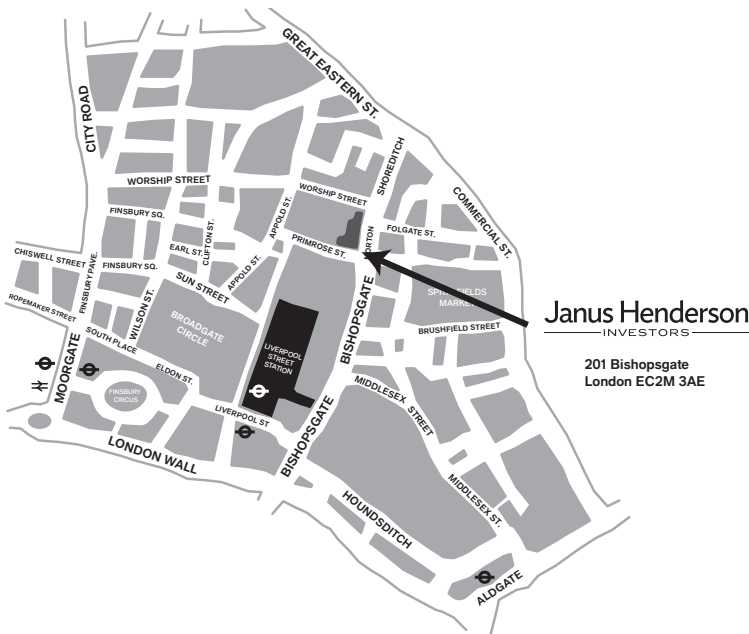 GREAT EASTERN ST.
CITY ROAD
SHOREDITCH
WORSHIP STREET
WORSHIP STREET
COMMERCIAL ST.
FINSBURY SQ.
APPOLD ST.
CLIFTON ST.
FOLGATE ST.
PRIMROSE ST.
EARL ST.
CHISWELL STREET
FINSBURY PAVE.
FINSBURY SQ.
APPOLD ST.
SUN STREET
ROPEMAKER STREET
WILSON ST.
BISHOPSGATE
Janus Henderson
INVESTORS
201 Bishopsgate
London EC2M 3AE
BRUSHFIELD STREET
BROADGATE
CIRCLE
SOUTH PLACE
LIVERPOOL
STREET
STATION
MOORGATE
ELDON ST.
FINSBURY
CIRCUS
MIDDLESEX STREET
LIVERPOOL ST
BISHOPSGATE
LONDON WALL
MIDDLESEX ST.
HOUNDSDITCH
ALDGATE